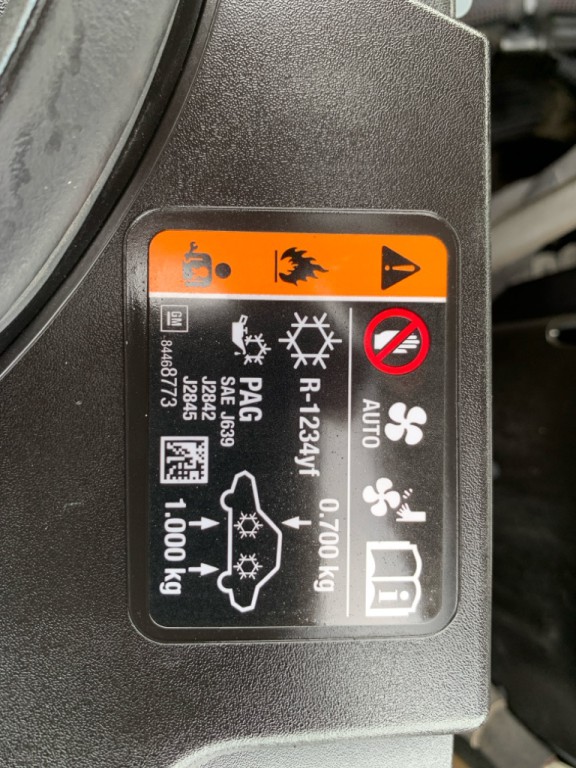 AUTO
R-1234yf
0.700 kg
PAG
SAE J639
J2842
J2845
1.000 kg
GM
84468773